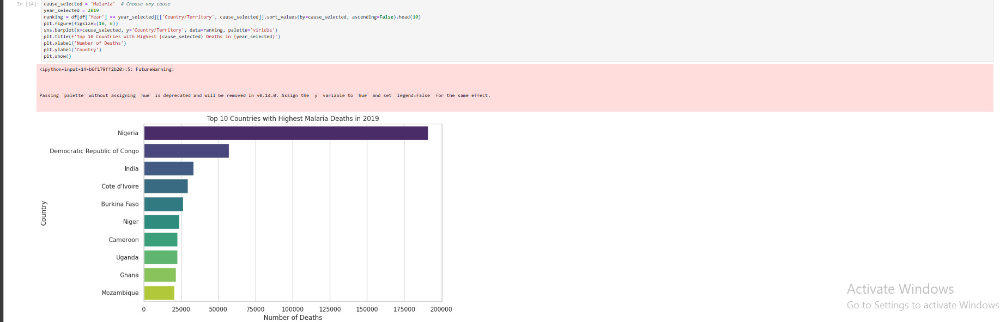 In [14]: cause_selected = 'Malaria'  # Choose any cause
year_selected = 2019
ranking = df[df['Year'] == year_selected][['Country/Territory', cause_selected]].sort_values(by=cause_selected, ascending=False).head(10)
plt.figure(figsize=(10, 6))
sns.barplot(x=cause_selected, y='Country/Territory', data=ranking, palette='viridis')
plt.title(f'Top 10 Countries with Highest {cause_selected} Deaths in {year_selected}')
plt.xlabel('Number of Deaths')
plt.ylabel('Country')
plt.show()
<ipython-input-14-b6f179ff2b20>:5: FutureWarning:
Passing `palette` without assigning `hue` is deprecated and will be removed in v0.14.0. Assign the `y` variable to `hue` and set `legend=False` for the same effect.
Top 10 Countries with Highest Malaria Deaths in 2019
Nigeria
Democratic Republic of Congo
India
Cote d'Ivoire
Burkina Faso
Niger
Cameroon
Uganda
Ghana
Mozambique
Country
0 25000 50000 75000 100000 125000 150000 175000 200000
Number of Deaths
Activate Windows
Go to Settings to activate Windows